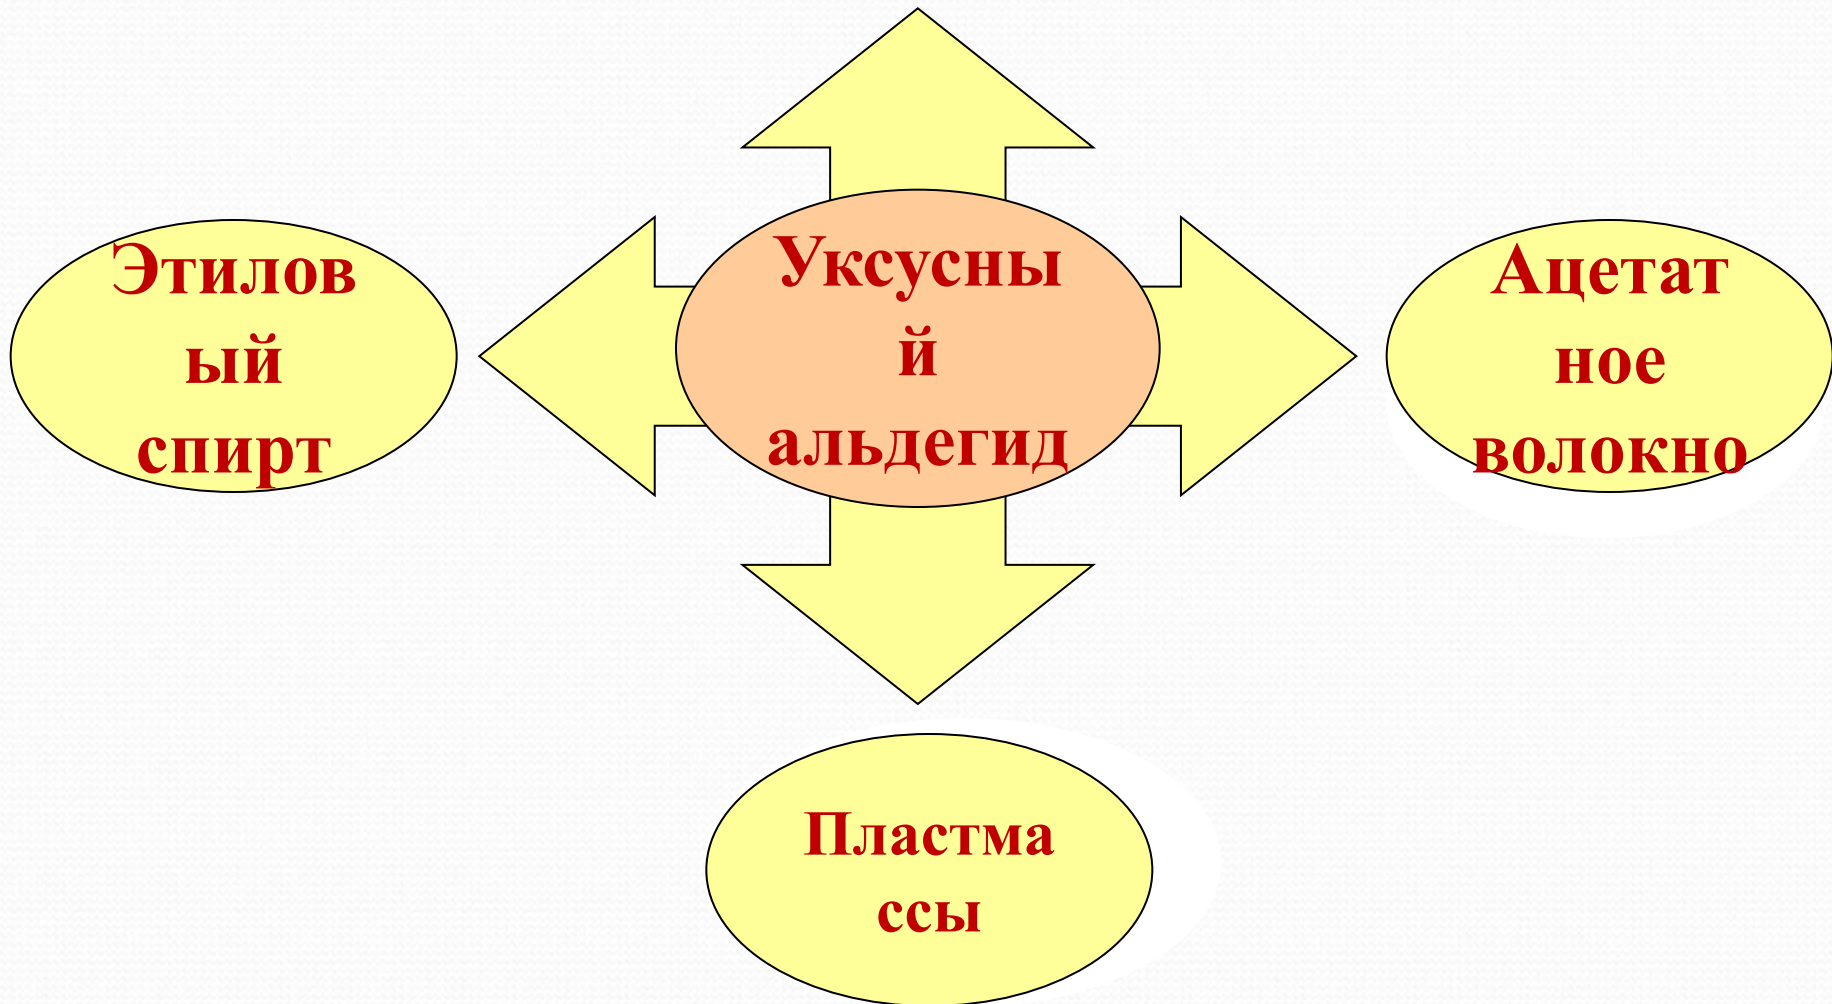 Этилов
ый
спирт
Уксусны
й
альдегид
Ацетат
ное
волокно
Пластма
ссы